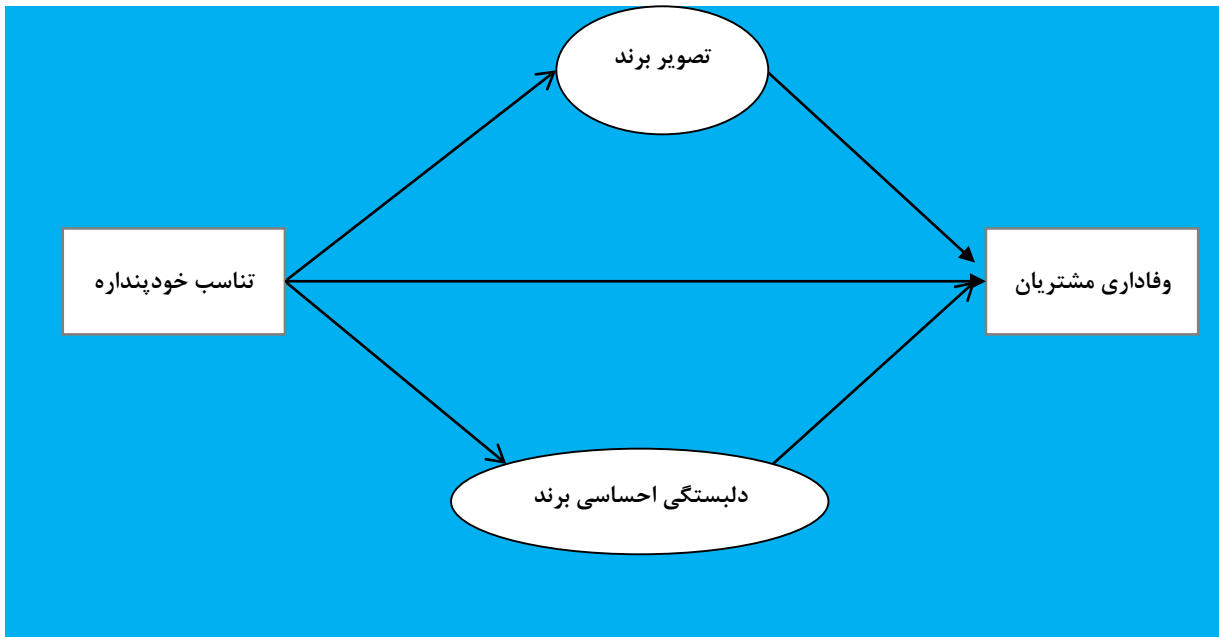 تصویر برند
تناسب خودپنداره
وفاداری مشتریان
دلبستگی احساسی برند